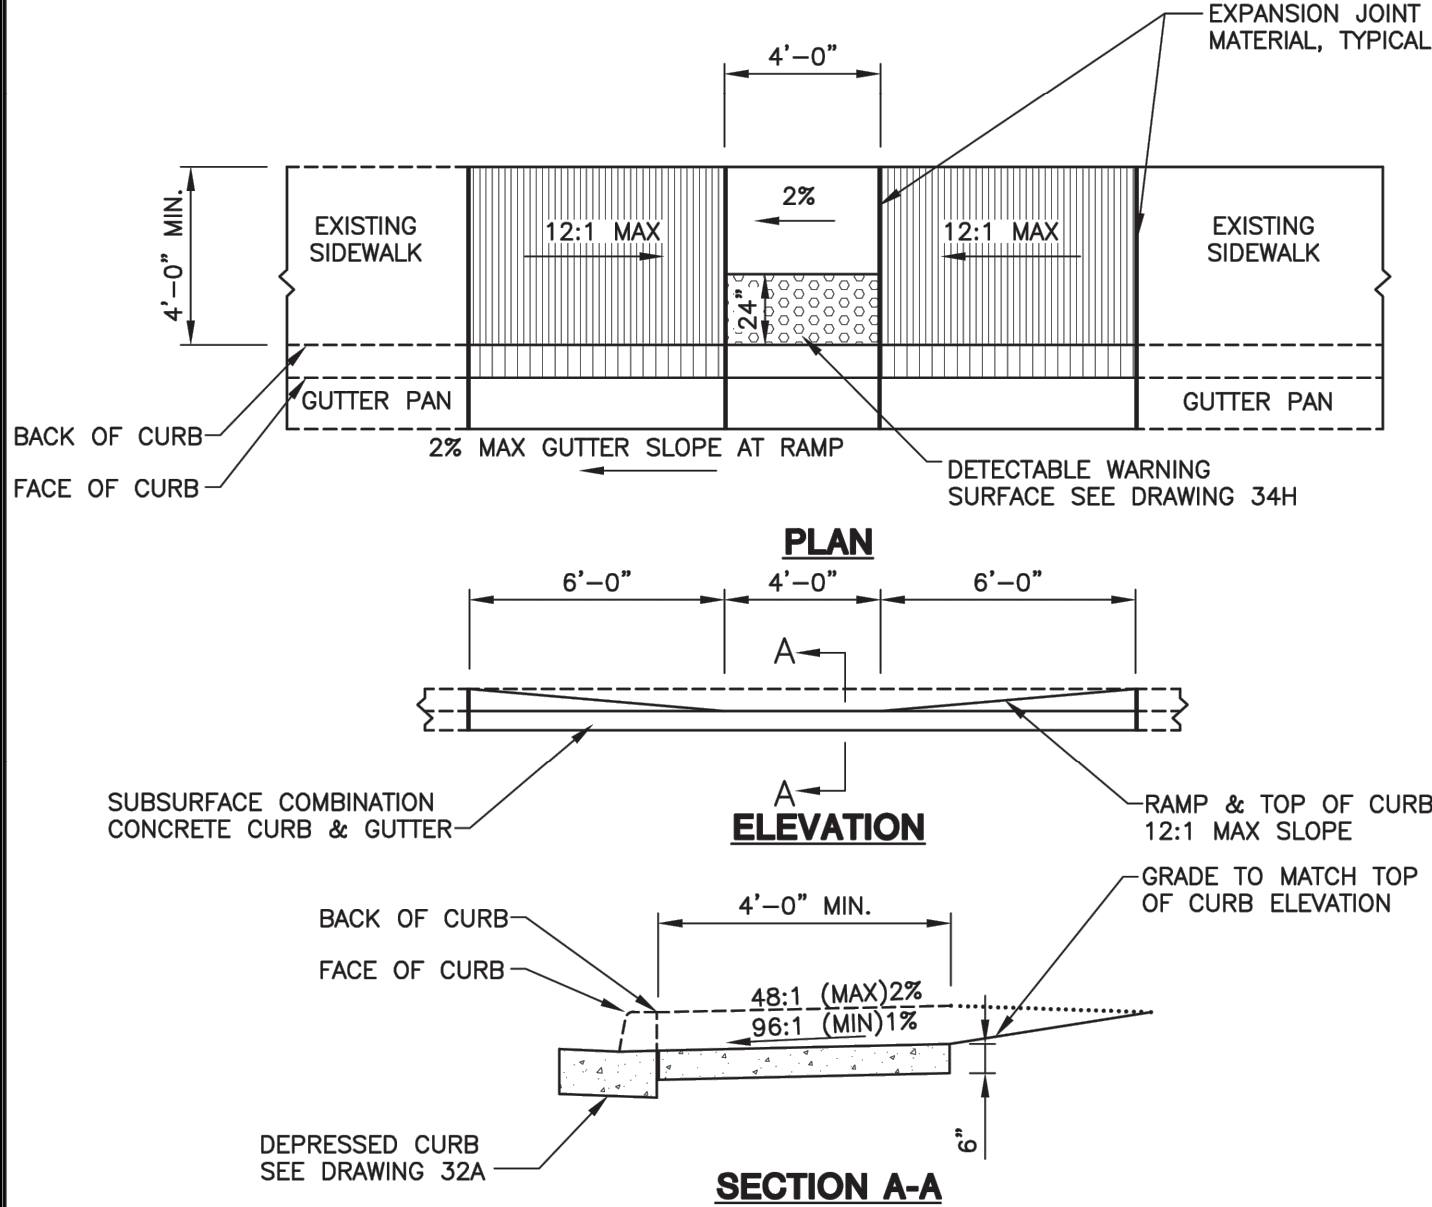 EXPANSION JOINT
MATERIAL, TYPICAL
4'-0"
4'-0" MIN.
EXISTING
SIDEWALK
12:1 MAX
2%
12:1 MAX
EXISTING
SIDEWALK
24"
GUTTER PAN
GUTTER PAN
BACK OF CURB
FACE OF CURB
2% MAX GUTTER SLOPE AT RAMP
DETECTABLE WARNING
SURFACE SEE DRAWING 34H
PLAN
6'-0"
4'-0"
6'-0"
A
A
SUBSURFACE COMBINATION
CONCRETE CURB & GUTTER
ELEVATION
RAMP & TOP OF CURB
12:1 MAX SLOPE
GRADE TO MATCH TOP
OF CURB ELEVATION
BACK OF CURB
FACE OF CURB
4'-0" MIN.
48:1 (MAX)2%
96:1 (MIN)1%
6"
DEPRESSED CURB
SEE DRAWING 32A
SECTION A-A